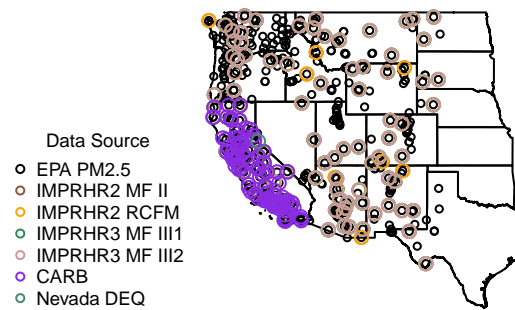 Data Source
EPA PM2.5
IMPRHR2 MF II
IMPRHR2 RCFM
IMPRHR3 MF III1
IMPRHR3 MF III2
CARB
Nevada DEQ